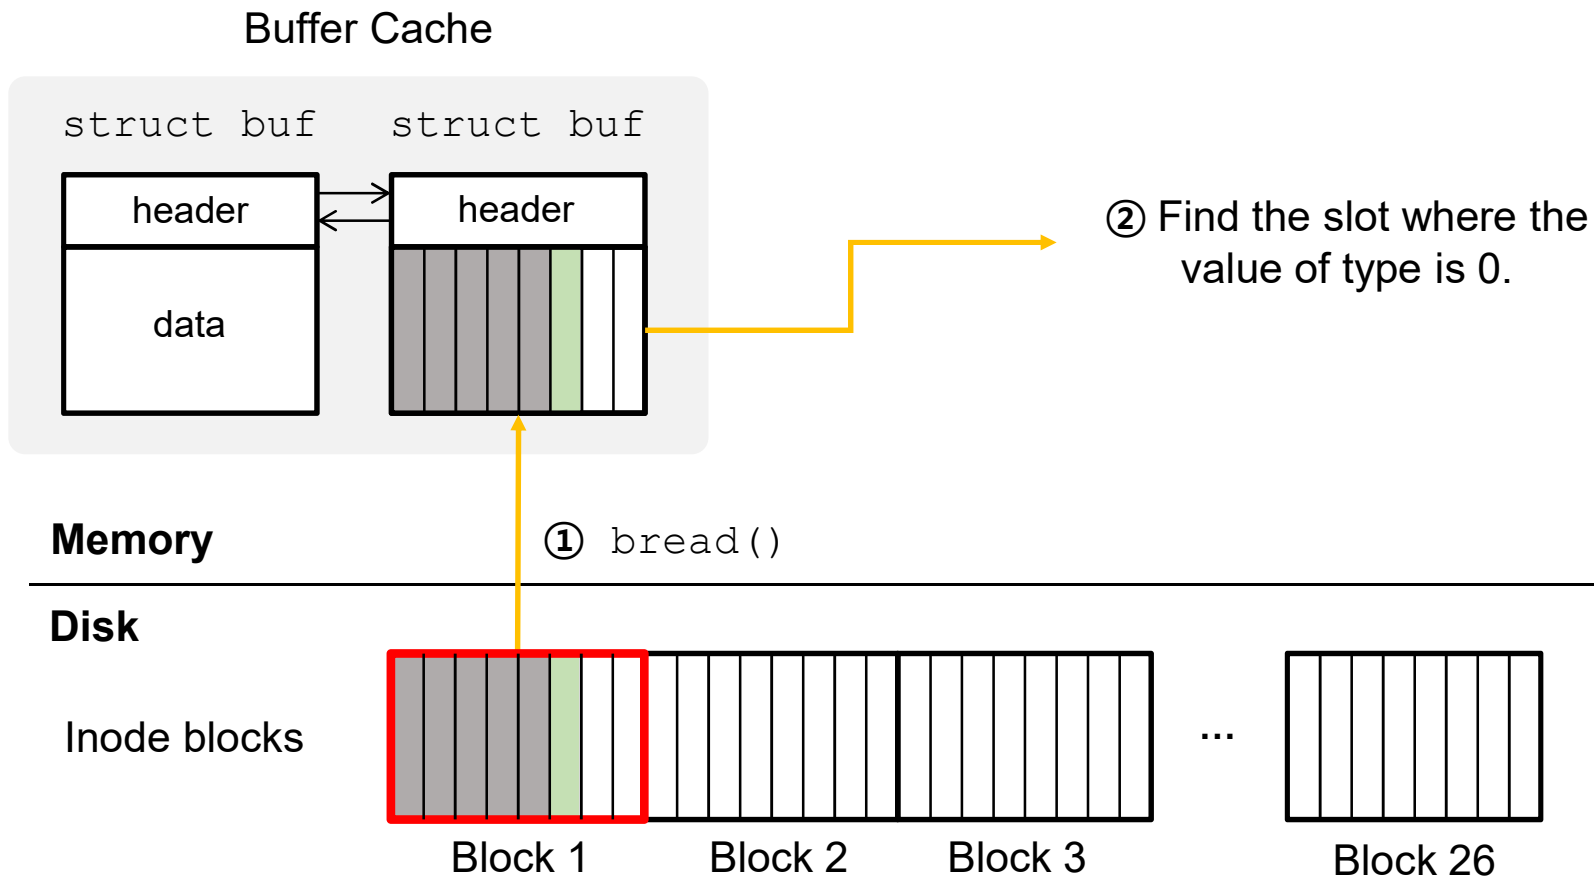 Buffer Cache
struct buf
struct buf
header
header
data
② Find the slot where the
value of type is 0.
Memory
① bread()
Disk
Inode blocks
...
Block 1
Block 2
Block 3
Block 26